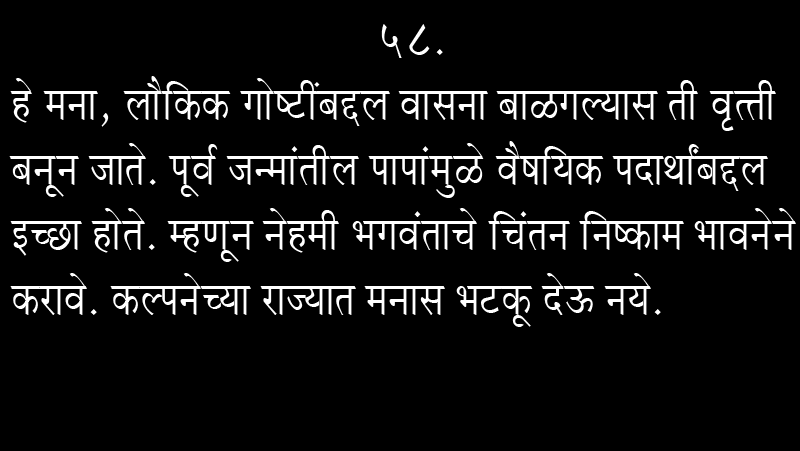 ५८.
हे मना, लौकिक गोष्टींबद्दल वासना बाळगल्यास ती वृत्ती
बनून जाते. पूर्व जन्मांतील पापांमुळे वैषयिक पदार्थांबद्दल
इच्छा होते. म्हणून नेहमी भगवंताचे चिंतन निष्काम भावनेने
करावे. कल्पनेच्या राज्यात मनास भटकू देऊ नये.